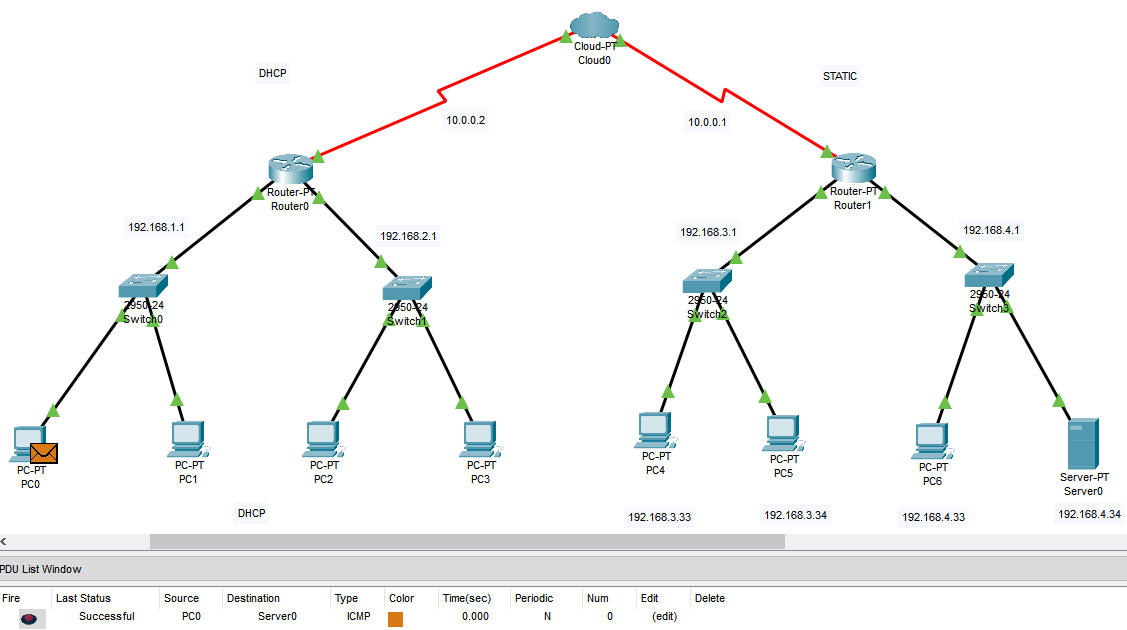 Cloud-PT
Cloud0
DHCP
STATIC
10.0.0.2
10.0.0.1
Router-PT
Router0
Router-PT
Router1
192.168.1.1
192.168.2.1
192.168.3.1
192.168.4.1
2950-24
Switch0
2950-24
Switch1
2950-24
Switch2
2950-24
Switch3
PC-PT
PC0
PC-PT
PC1
PC-PT
PC2
PC-PT
PC3
PC-PT
PC4
PC-PT
PC5
PC-PT
PC6
Server-PT
Server0
DHCP
192.168.3.33
192.168.3.34
192.168.4.33
192.168.4.34
PDU List Window
Fire Last Status Source Destination Type Color Time(sec) Periodic Num Edit Delete
Successful PC0 Server0 ICMP 0.000 N 0 (edit)